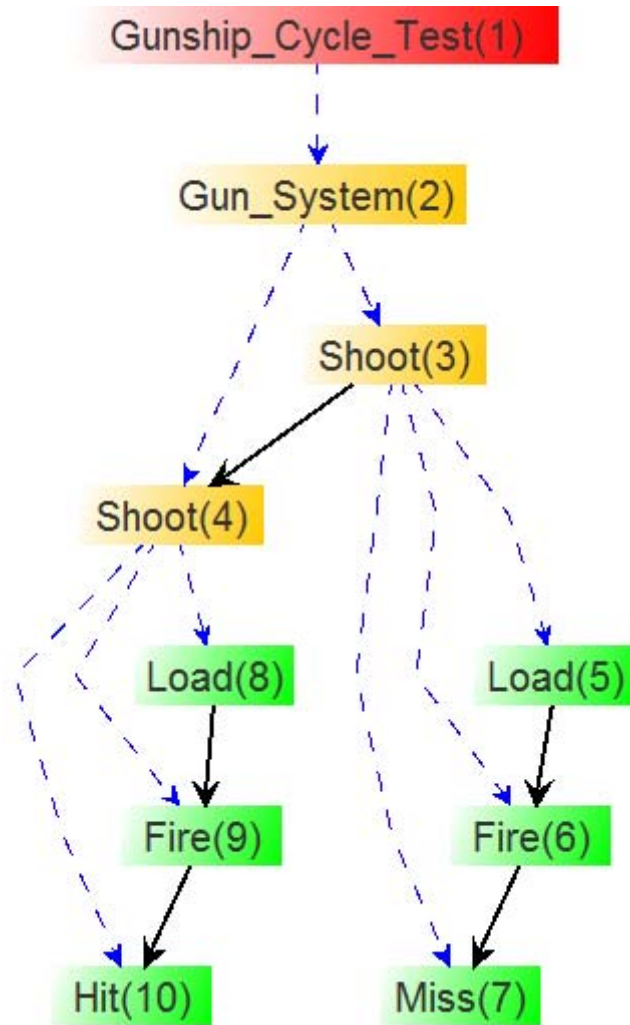 Gunship_Cycle_Test(1)
Gun_System(2)
Shoot(3)
Shoot(4)
Load(8)
Load(5)
Fire(9)
Fire(6)
Hit(10)
Miss(7)